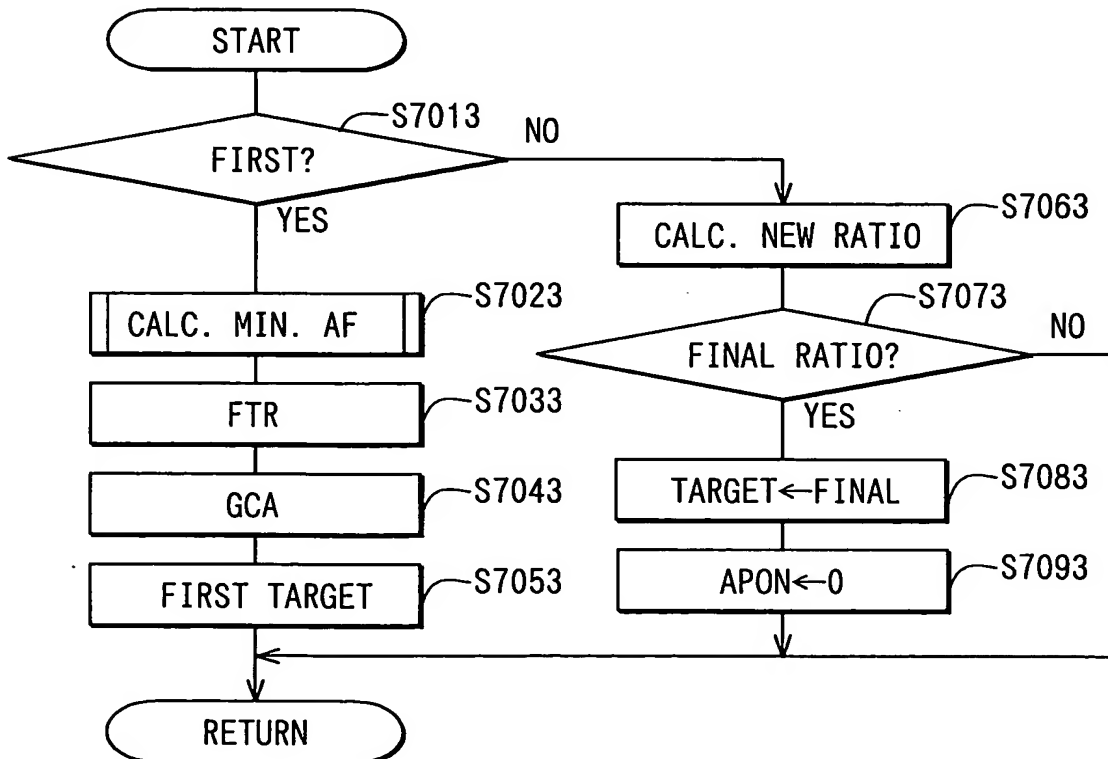 START
S7013
NO
FIRST?
YES
S7063
CALC. NEW RATIO
S7023
CALC. MIN. AF
S7073
NO
FINAL RATIO?
YES
S7033
FTR
S7083
TARGET←FINAL
S7043
GCA
S7093
APON←0
S7053
FIRST TARGET
RETURN